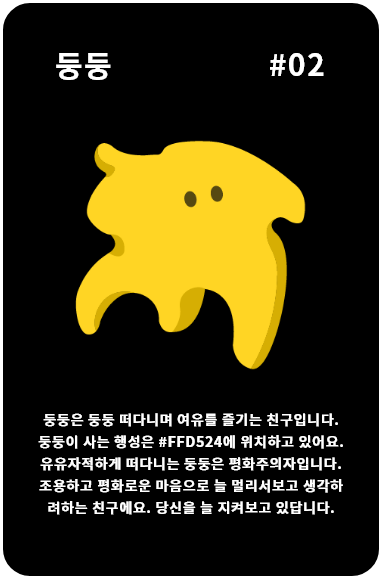 둥둥
#02
둥둥은 둥둥 떠다니며 여유를 즐기는 친구입니다.
둥둥이 사는 행성은 #FFD524에 위치하고 있어요.
유유자적하게 떠다니는 둥둥은 평화주의자입니다.
조용하고 평화로운 마음으로 늘 멀리서보고 생각하
려하는 친구에요. 당신을 늘 지켜보고 있답니다.